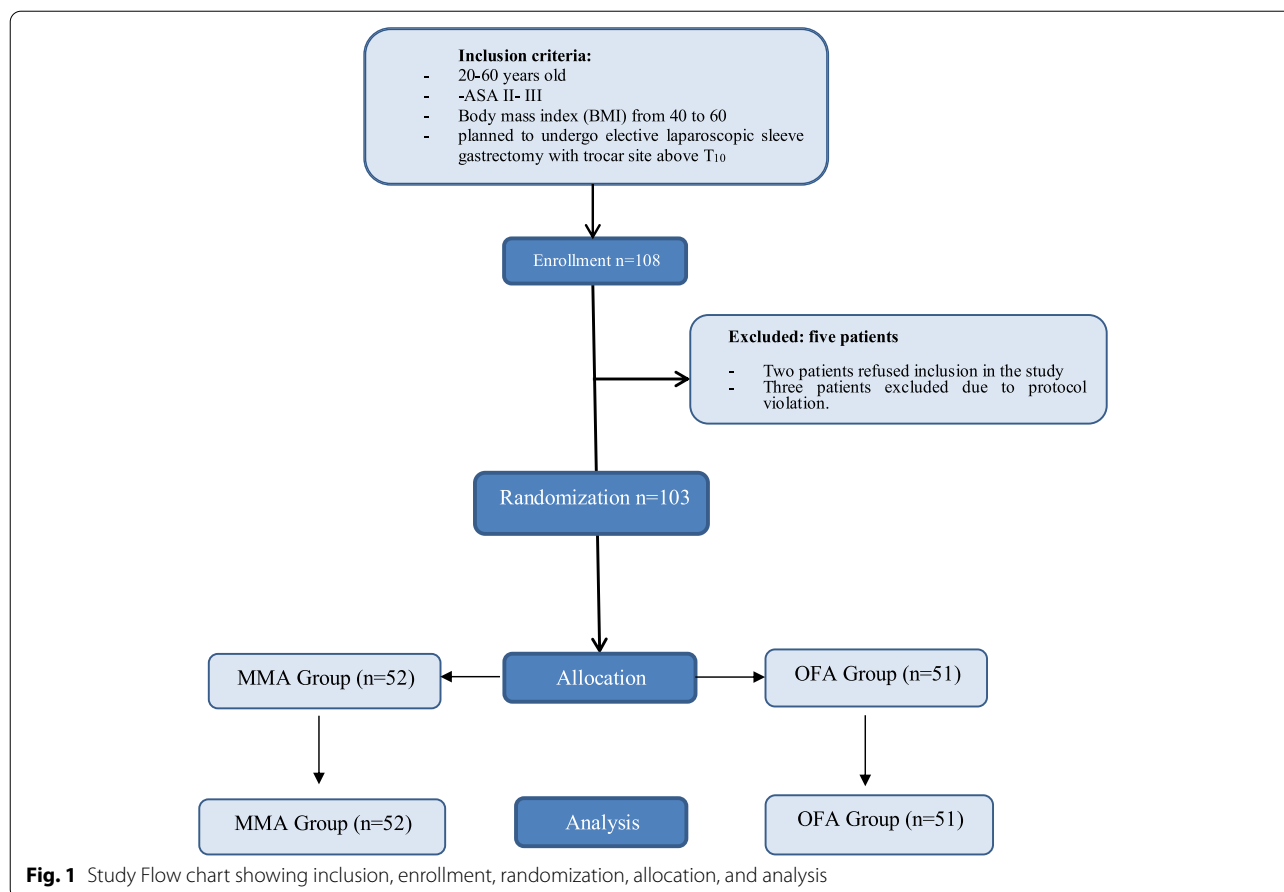 Inclusion criteria:
- 20-60 years old
- -ASA II- III
- Body mass index (BMI) from 40 to 60
- planned to undergo elective laparoscopic sleeve
gastrectomy with trocar site above T10
Enrollment n=108
Excluded: five patients
- Two patients refused inclusion in the study
- Three patients excluded due to protocol
violation.
Randomization n=103
MMA Group (n=52)
Allocation
OFA Group (n=51)
MMA Group (n=52)
Analysis
OFA Group (n=51)
Fig. 1 Study Flow chart showing inclusion, enrollment, randomization, allocation, and analysis